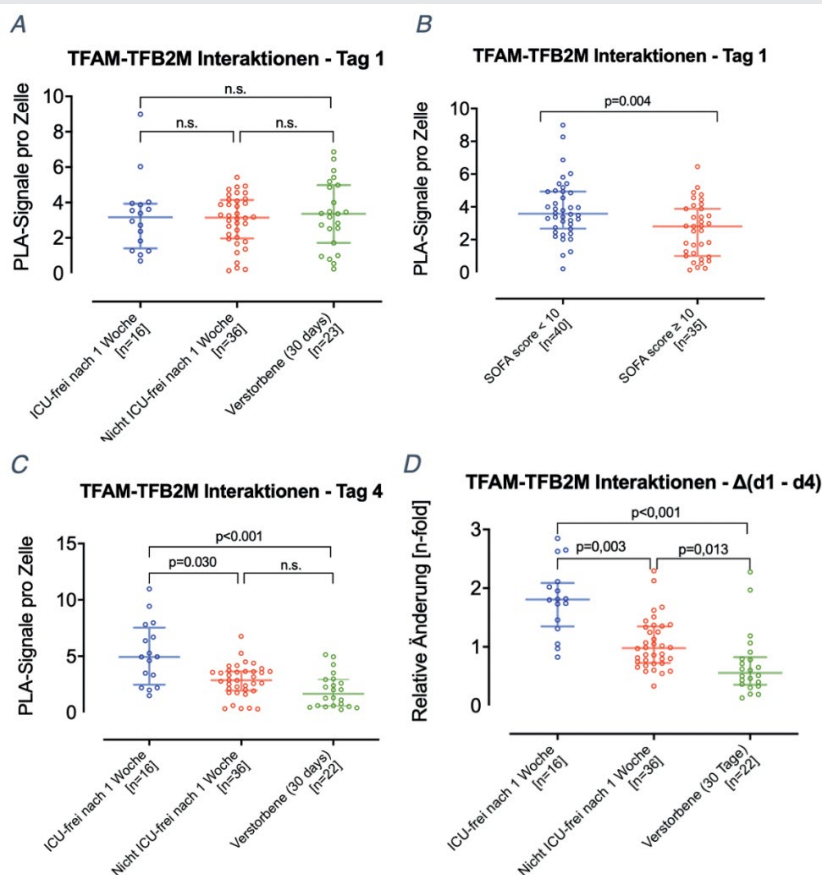 A
TFAM-TFB2M Interaktionen - Tag 1
PLA-Signale pro Zelle
10
8
6
4
2
0
n.s.
n.s.
n.s.
ICU-frei nach 1 Woche
[n=16]
Nicht ICU-frei nach 1 Woche
[n=36]
Verstorbene (30 days)
[n=23]
B
TFAM-TFB2M Interaktionen - Tag 1
PLA-Signale pro Zelle
10
8
6
4
2
0
p=0.004
SOFA score < 10
[n=40]
SOFA score ≥ 10
[n=35]
C
TFAM-TFB2M Interaktionen - Tag 4
PLA-Signale pro Zelle
15
10
5
0
p<0.001
p=0.030
n.s.
ICU-frei nach 1 Woche
[n=16]
Nicht ICU-frei nach 1 Woche
[n=36]
Verstorbene (30 days)
[n=22]
D
TFAM-TFB2M Interaktionen - Δ(d1 - d4)
Relative Änderung [n-fold]
3
2
1
0
p<0,001
p=0,003
p=0,013
ICU-frei nach 1 Woche
[n=16]
Nicht ICU-frei nach 1 Woche
[n=36]
Verstorbene (30 Tage)
[n=22]